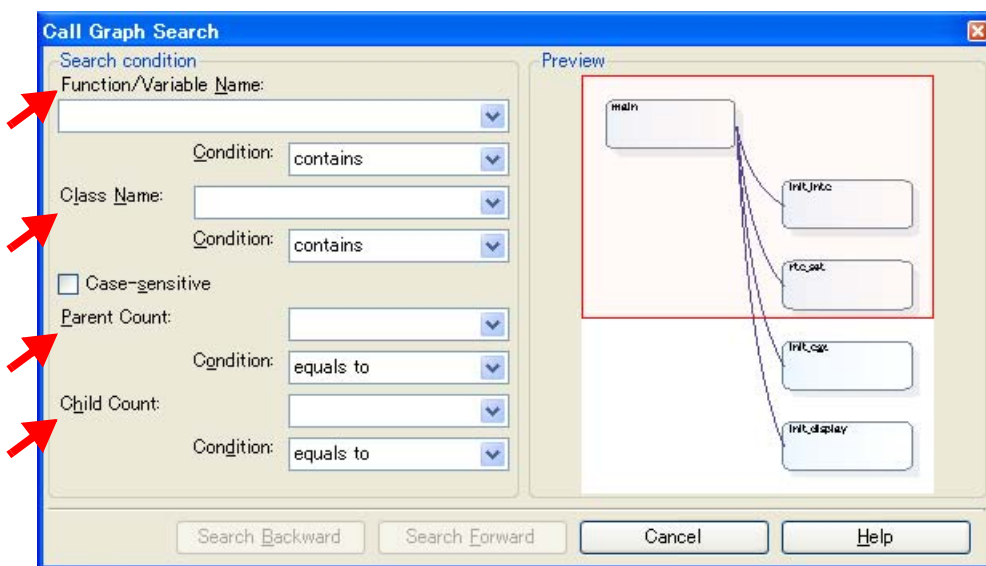 Call Graph Search
Search condition
Function/Variable Name:
Condition: contains
Class Name:
Condition: contains
Case-sensitive
Parent Count:
Condition: equals to
Child Count:
Condition: equals to
Preview
main
init_intc
rtc_set
init_cgc
init_display
Search Backward Search Forward Cancel Help